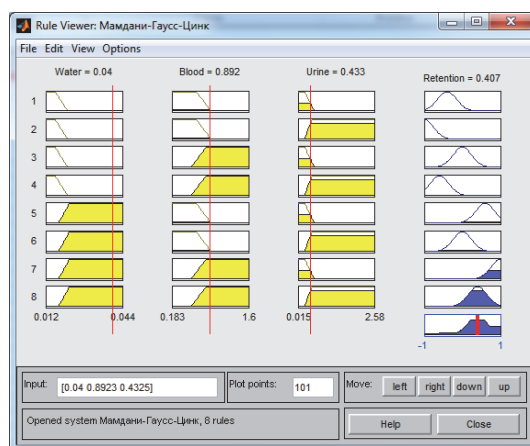 Rule Viewer: Мамдани-Гаусс-Цинк
File Edit View Options
Water = 0.04 Blood = 0.892 Urine = 0.433 Retention = 0.407
1
2
3
4
5
6
7
8
0.012 0.044 0.183 1.6 0.015 2.58
-1 1
Input: [0.04 0.8923 0.4325] Plot points: 101 Move: left right down up
Opened system Мамдани-Гаусс-Цинк, 8 rules Help Close